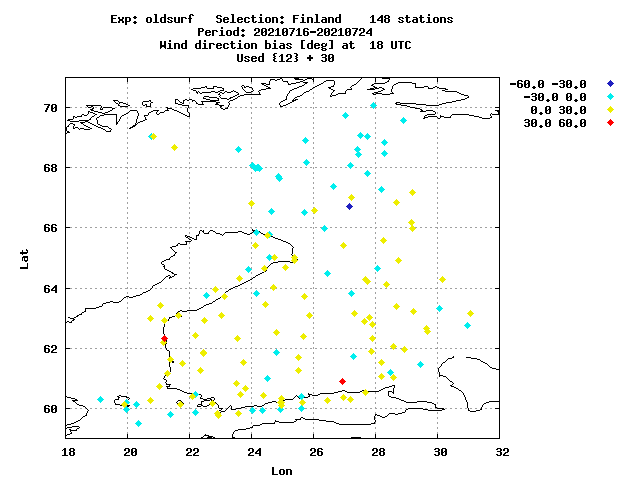 Exp: oldsurf Selection: Finland 148 stations
Period: 20210716-20210724
Wind direction bias [deg] at 18 UTC
Used {12} + 30
-60.0 -30.0
-30.0 0.0
0.0 30.0
30.0 60.0
70
68
66
64
62
60
Lat
18 20 22 24 26 28 30 32
Lon